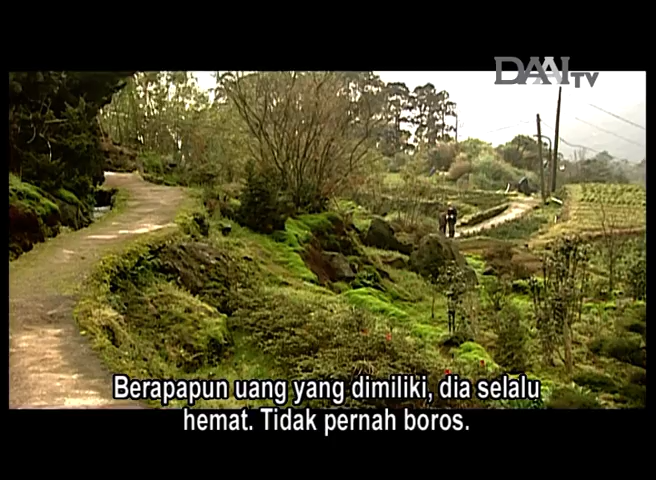 DAAI TV
Berapapun uang yang dimiliki, dia selalu
hemat. Tidak pernah boros.